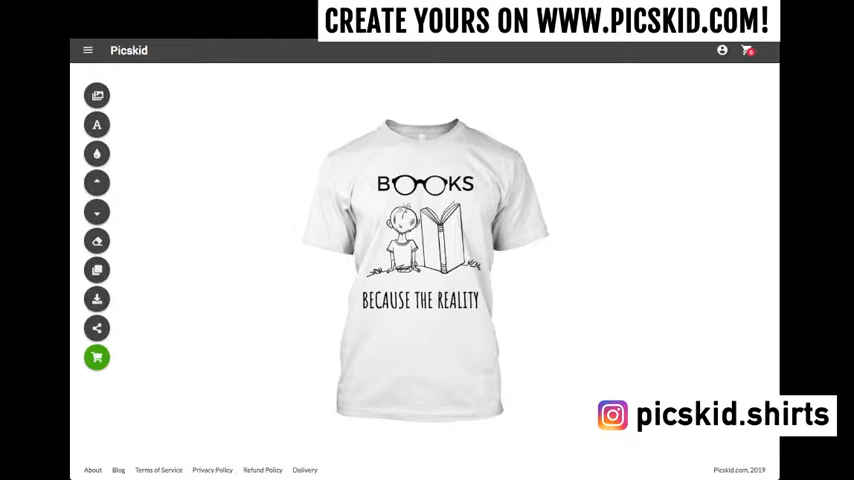 CREATE YOURS ON WWW.PICSKID.COM!
Picskid
0
A
BOOKS
BECAUSE THE REALITY
picskid.shirts
About Blog Terms of Service Privacy Policy Refund Policy Delivery Picskid.com, 2019